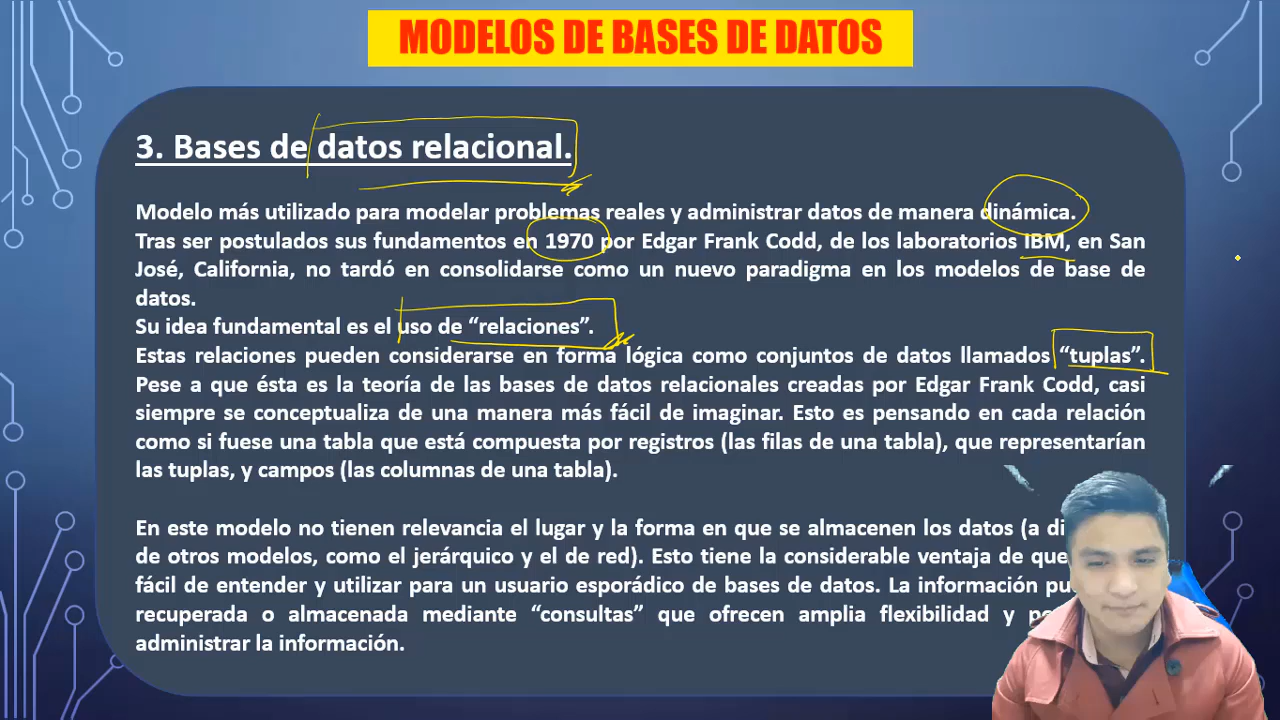 MODELOS DE BASES DE DATOS
3. Bases de datos relacional.
Modelo más utilizado para modelar problemas reales y administrar datos de manera dinámica.
Tras ser postulados sus fundamentos en 1970 por Edgar Frank Codd, de los laboratorios IBM, en San
José, California, no tardó en consolidarse como un nuevo paradigma en los modelos de base de
datos.
Su idea fundamental es el uso de “relaciones”.
Estas relaciones pueden considerarse en forma lógica como conjuntos de datos llamados “tuplas”.
Pese a que ésta es la teoría de las bases de datos relacionales creadas por Edgar Frank Codd, casi
siempre se conceptualiza de una manera más fácil de imaginar. Esto es pensando en cada relación
como si fuese una tabla que está compuesta por registros (las filas de una tabla), que representarían
las tuplas, y campos (las columnas de una tabla).
En este modelo no tienen relevancia el lugar y la forma en que se almacenen los datos (a
de otros modelos, como el jerárquico y el de red). Esto tiene la considerable ventaja de que
fácil de entender y utilizar para un usuario esporádico de bases de datos. La información
recuperada o almacenada mediante “consultas” que ofrecen amplia flexibilidad y
administrar la información.